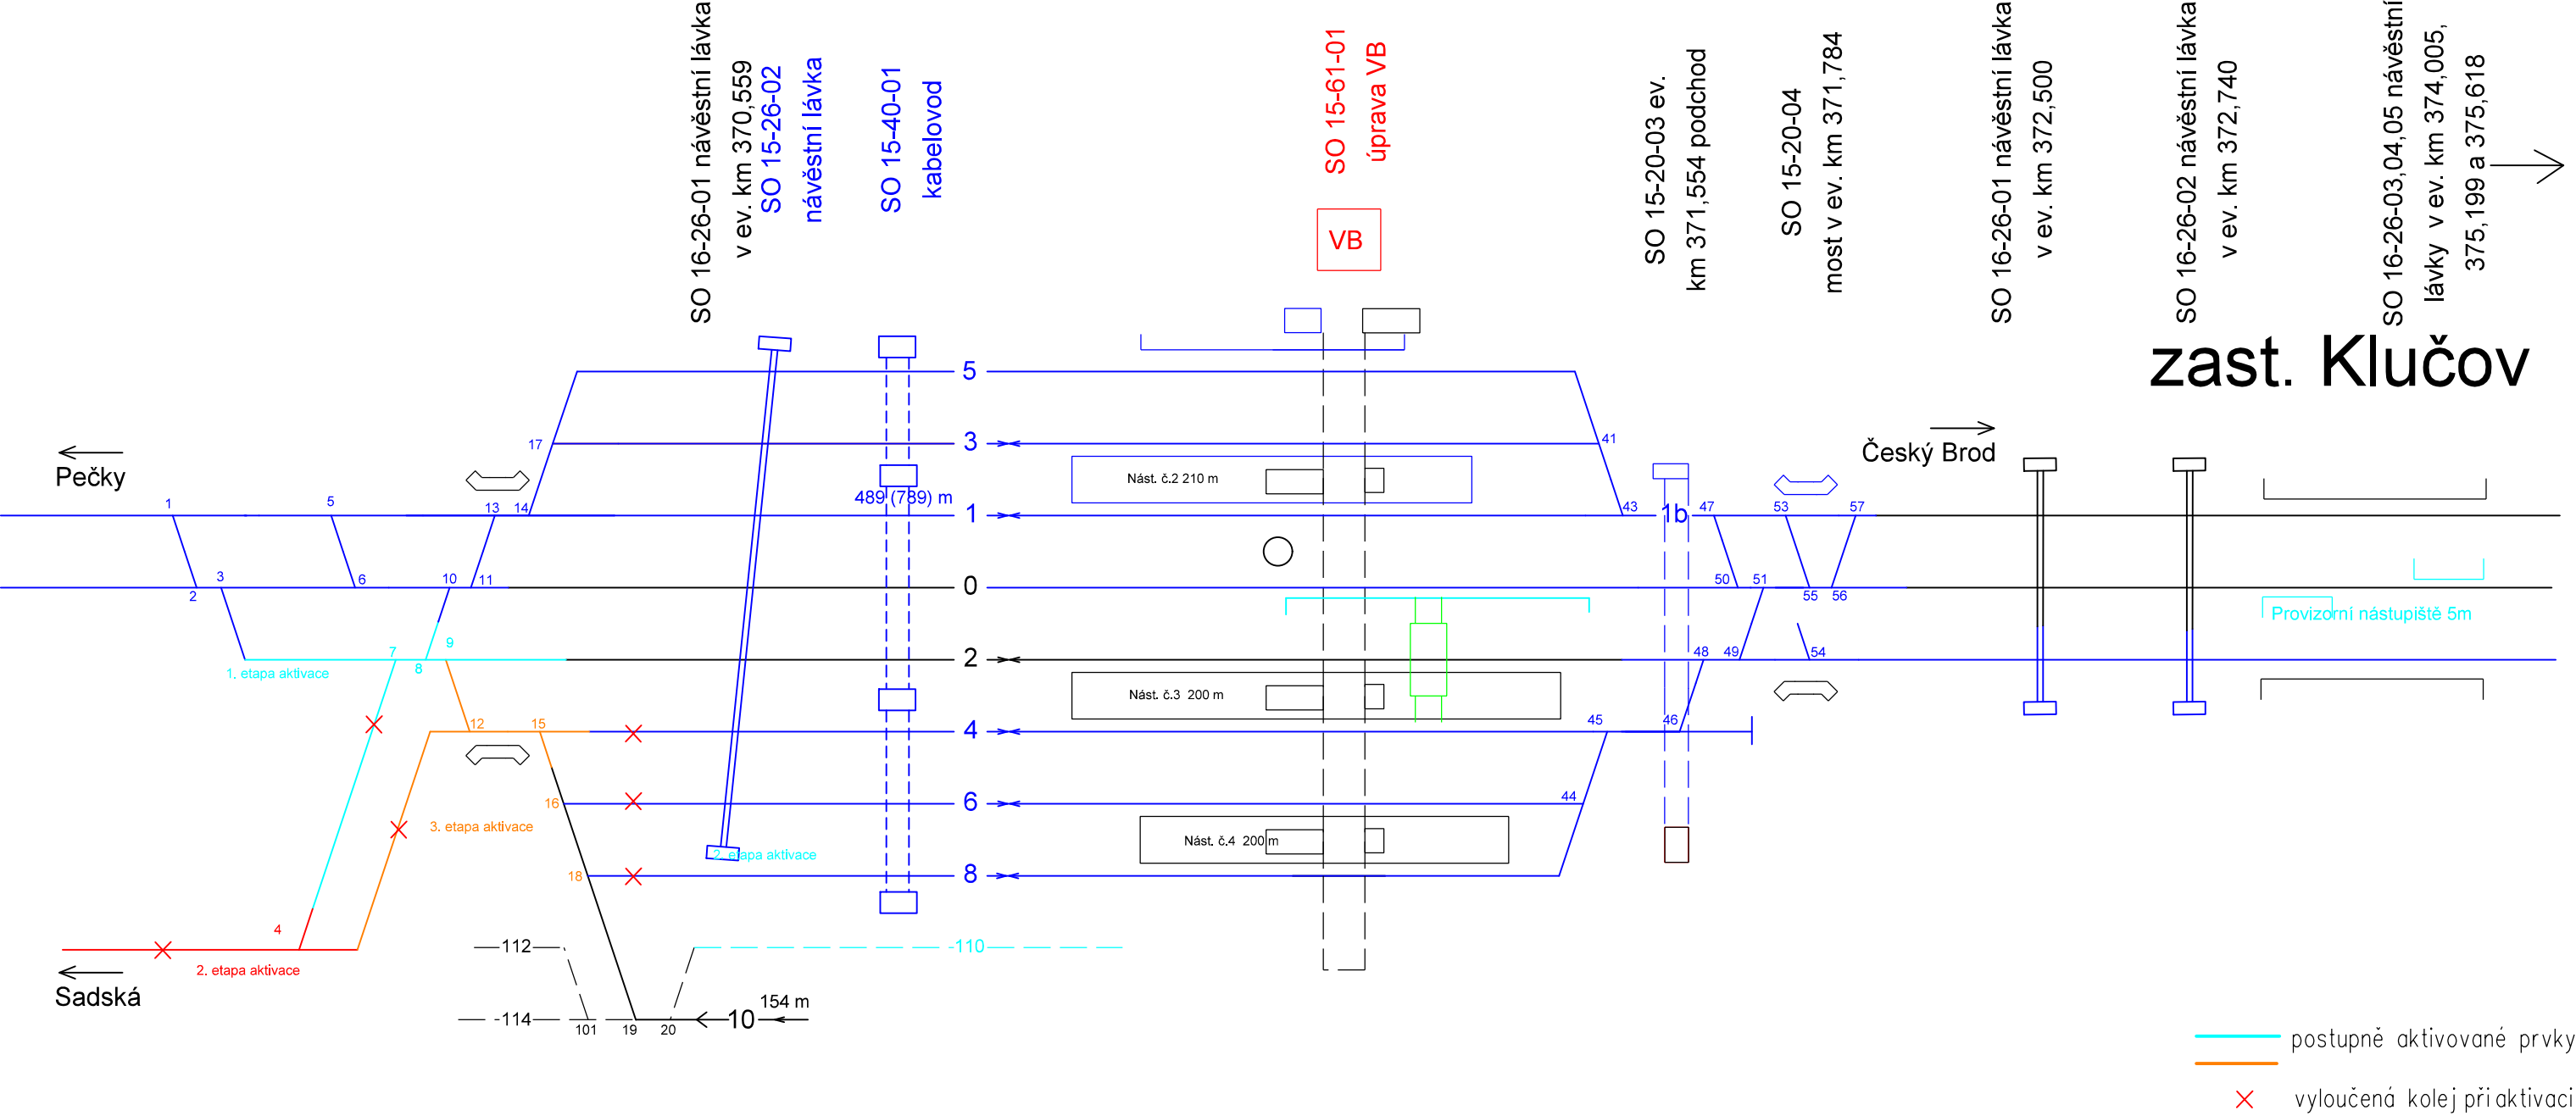 SO 16-26-01 návěstní lávka
v ev. km 370,559
SO 15-26-02
návěstní lávka
SO 15-40-01
kabelovod
SO 15-61-01
úprava VB
SO 15-20-03 ev.
km 371,554 podchod
SO 15-20-04
most v ev. km 371,784
SO 16-26-01 návěstní lávka
v ev. km 372,500
SO 16-26-02 návěstní lávka
v ev. km 372,740
SO 16-26-03,04,05 návěstní
lávky v ev. km 374,005,
375,199 a 375,618
VB
zast. Klučov
5
17
3
41
Český Brod
Pečky
Nást. č.2 210 m
489 (789) m
1
5
13
14
1
43
1b
47
53
57
3
2
6
10
11
0
50
51
55
56
Provizorní nástupiště 5m
9
7
8
2
48
49
54
1. etapa aktivace
Nást. č.3 200 m
12
15
4
45
46
16
6
44
3. etapa aktivace
Nást. č.4 200 m
2. etapa aktivace
18
8
4
112
110
2. etapa aktivace
Sadská
114
101
19
20
10
154 m
postupně aktivované prvky
vyloučená kolej při aktivaci